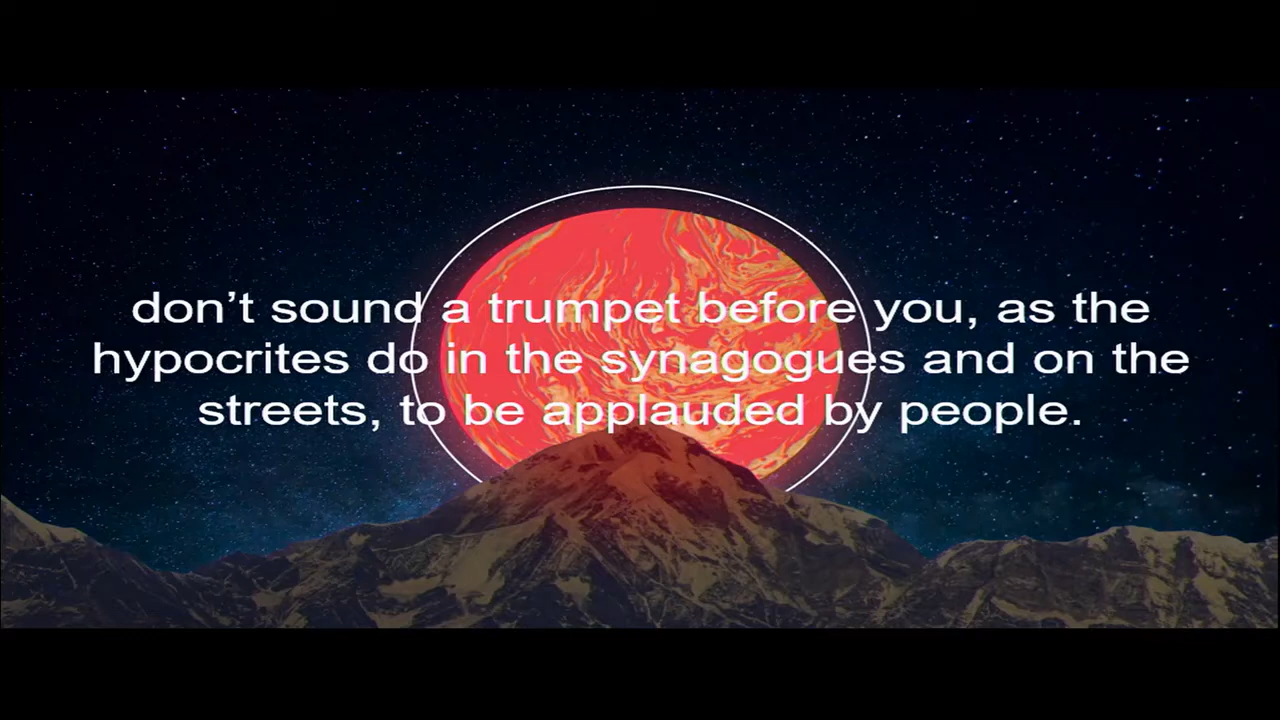 don’t sound a trumpet before you, as the
hypocrites do in the synagogues and on the
streets, to be applauded by people.